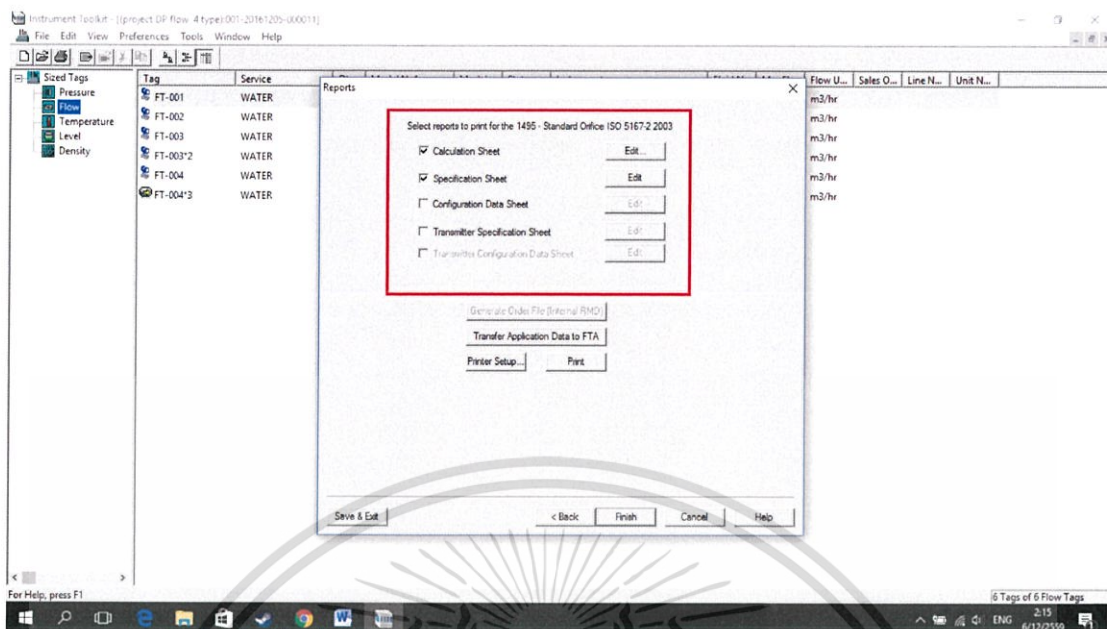 Instrument Toolkit - [(project DP flow 4 type):001-20161205-000011]
File Edit View Preferences Tools Window Help
Sized Tags
Pressure
Flow
Temperature
Level
Density
Tag Service Flow U... Sales O... Line N... Unit N...
FT-001 WATER m3/hr
FT-002 WATER m3/hr
FT-003 WATER m3/hr
FT-003*2 WATER m3/hr
FT-004 WATER m3/hr
FT-004*3 WATER m3/hr
Reports
Select reports to print for the 1495 - Standard Orifice ISO 5167-2 2003
Calculation Sheet Edit...
Specification Sheet Edit
Configuration Data Sheet Edit
Transmitter Specification Sheet Edit
Transmitter Configuration Data Sheet Edit
Generate Order File [Internal RMD]
Transfer Application Data to FTA
Printer Setup... Print
Save & Exit < Back Finish Cancel Help
For Help, press F1
6 Tags of 6 Flow Tags
ENG 2:15
6/12/2559